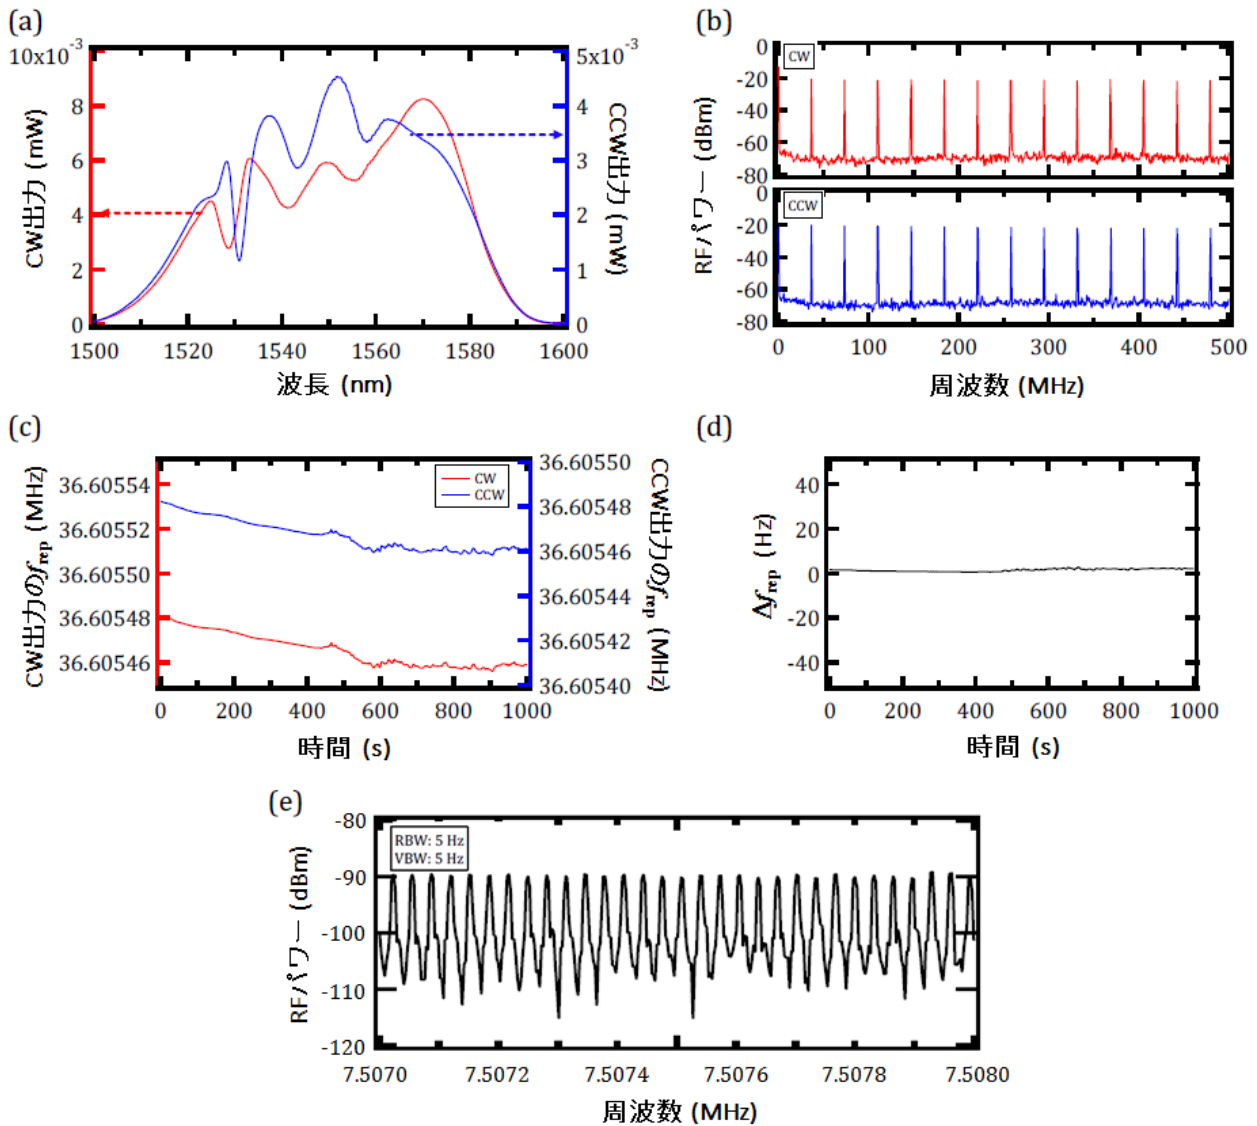 (a)
10x10⁻³
8
6
4
2
0
CW出力 (mW)
5x10⁻³
4
3
2
1
0
CCW出力 (mW)
1500 1520 1540 1560 1580 1600
波長 (nm)
(b)
0
-20
-40
-60
-80
CW
0
-20
-40
-60
-80
CCW
RFパワー (dBm)
0 100 200 300 400 500
周波数 (MHz)
(c)
CW出力のfrep (MHz)
36.60554
36.60552
36.60550
36.60548
36.60546
CW
CCW
36.60550
36.60548
36.60546
36.60544
36.60542
36.60540
CCW出力のfrep (MHz)
0 200 400 600 800 1000
時間 (s)
(d)
Δfrep (Hz)
40
20
0
-20
-40
0 200 400 600 800 1000
時間 (s)
(e)
RFパワー (dBm)
-80
-90
-100
-110
-120
RBW: 5 Hz
VBW: 5 Hz
7.5070 7.5072 7.5074 7.5076 7.5078 7.5080
周波数 (MHz)